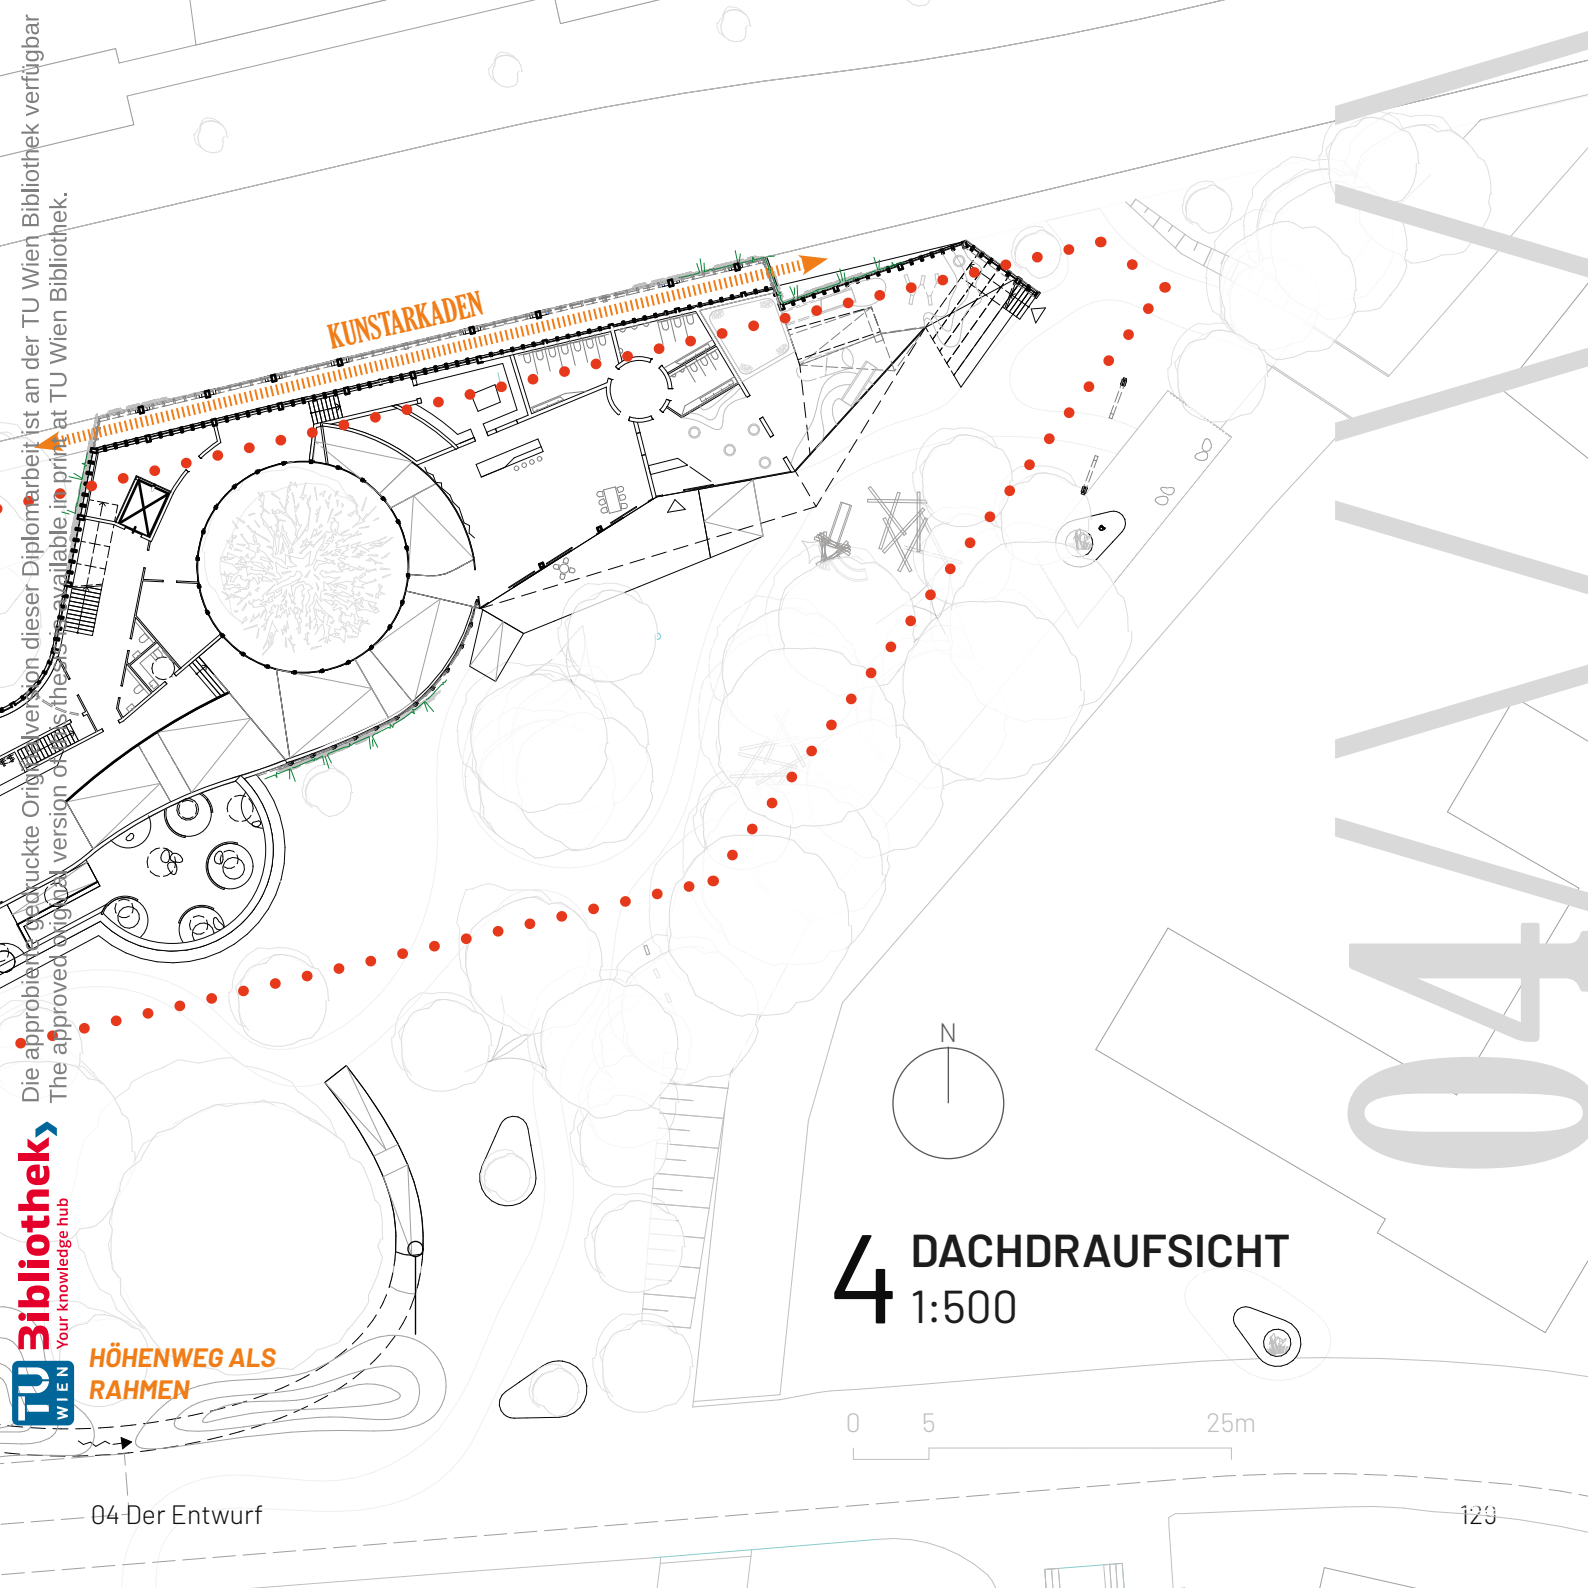 Die approbierte gedruckte Originalversion dieser Diplomarbeit ist an der TU Wien Bibliothek verfügbar
The approved original version of this thesis is available in print at TU Wien Bibliothek.
Bibliothek
Your knowledge hub
TU
WIEN
KUNSTARKADEN
04
N
4 DACHDRAUFSICHT
1:500
HÖHENWEG ALS
RAHMEN
0 5 25m
04 Der Entwurf
129